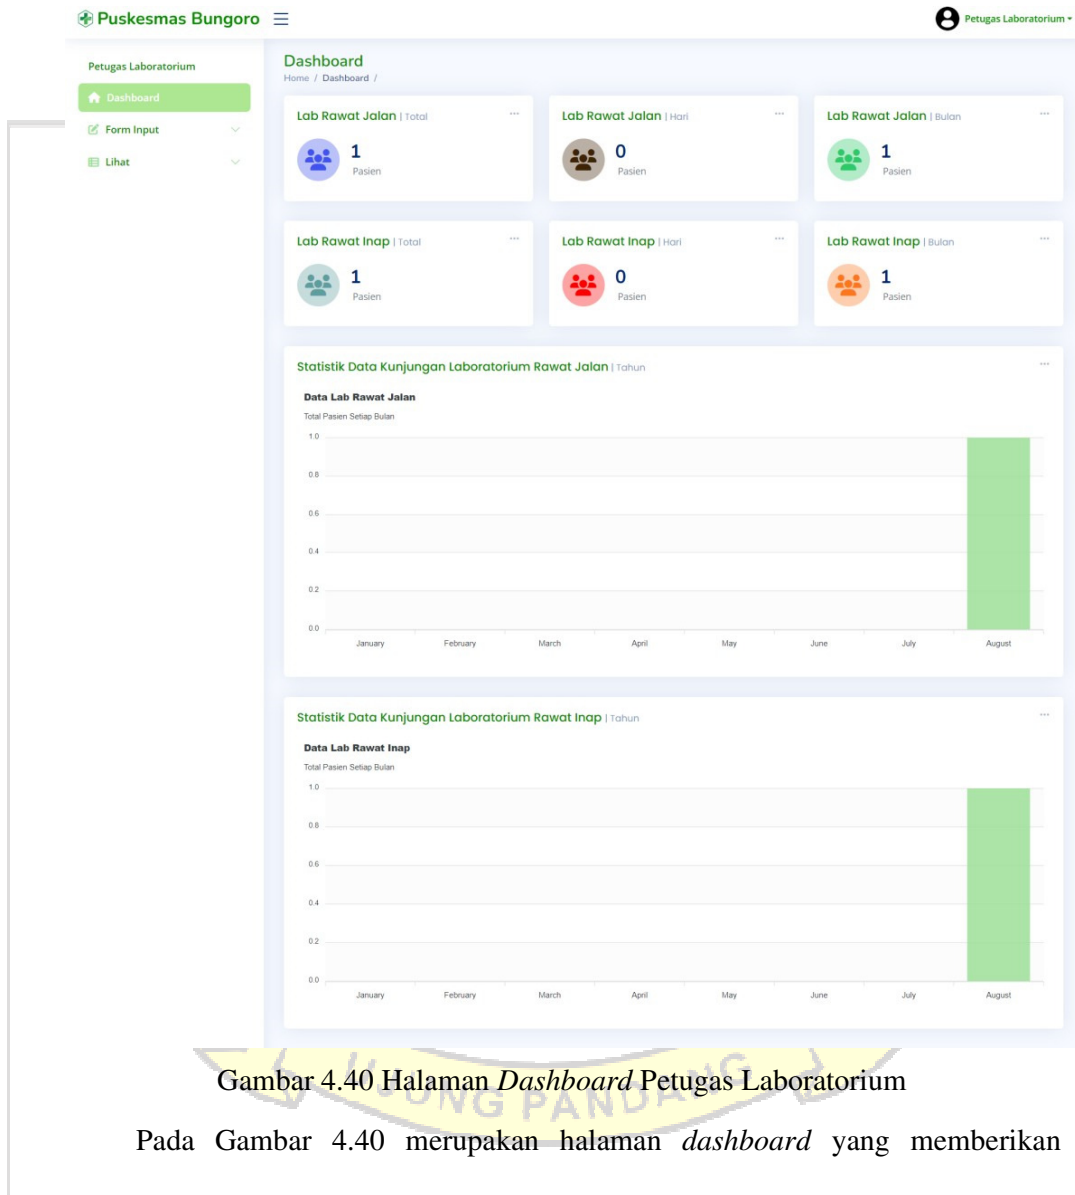 Puskesmas Bungoro
Petugas Laboratorium
Petugas Laboratorium
Dashboard
Form Input
Lihat
Dashboard
Home / Dashboard /
Lab Rawat Jalan | Total
1
Pasien
Lab Rawat Jalan | Hari
0
Pasien
Lab Rawat Jalan | Bulan
1
Pasien
Lab Rawat Inap | Total
1
Pasien
Lab Rawat Inap | Hari
0
Pasien
Lab Rawat Inap | Bulan
1
Pasien
Statistik Data Kunjungan Laboratorium Rawat Jalan | Tahun
Data Lab Rawat Jalan
Total Pasien Setiap Bulan
1.0
0.8
0.6
0.4
0.2
0.0
January February March April May June July August
Statistik Data Kunjungan Laboratorium Rawat Inap | Tahun
Data Lab Rawat Inap
Total Pasien Setiap Bulan
1.0
0.8
0.6
0.4
0.2
0.0
January February March April May June July August
UJUNG PANDANG
Gambar 4.40 Halaman Dashboard Petugas Laboratorium
Pada Gambar 4.40 merupakan halaman dashboard yang memberikan